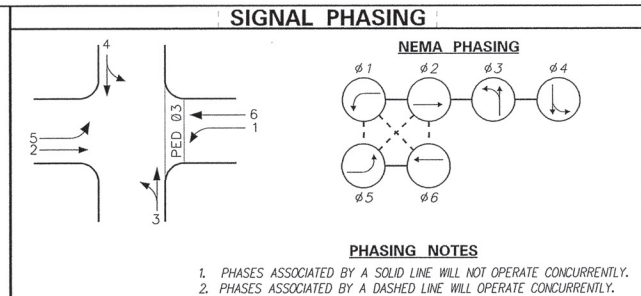 SIGNAL PHASING
NEMA PHASING
4
Ø1 Ø2 Ø3 Ø4
PED Ø3
6
1
5
2
3
Ø5 Ø6
PHASING NOTES
1. PHASES ASSOCIATED BY A SOLID LINE WILL NOT OPERATE CONCURRENTLY.
2. PHASES ASSOCIATED BY A DASHED LINE WILL OPERATE CONCURRENTLY.